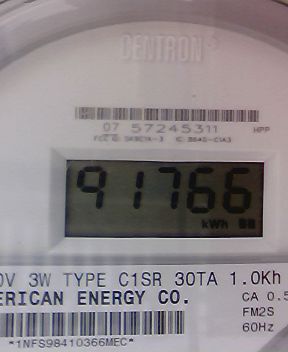 CENTRON
07 57245311 HPP
91766
kWh
0V 3W TYPE C1SR 30TA 1.0Kh
ERICAN ENERGY CO. CA 0.5
FM2S
60Hz
*1NFS98410366MEC*